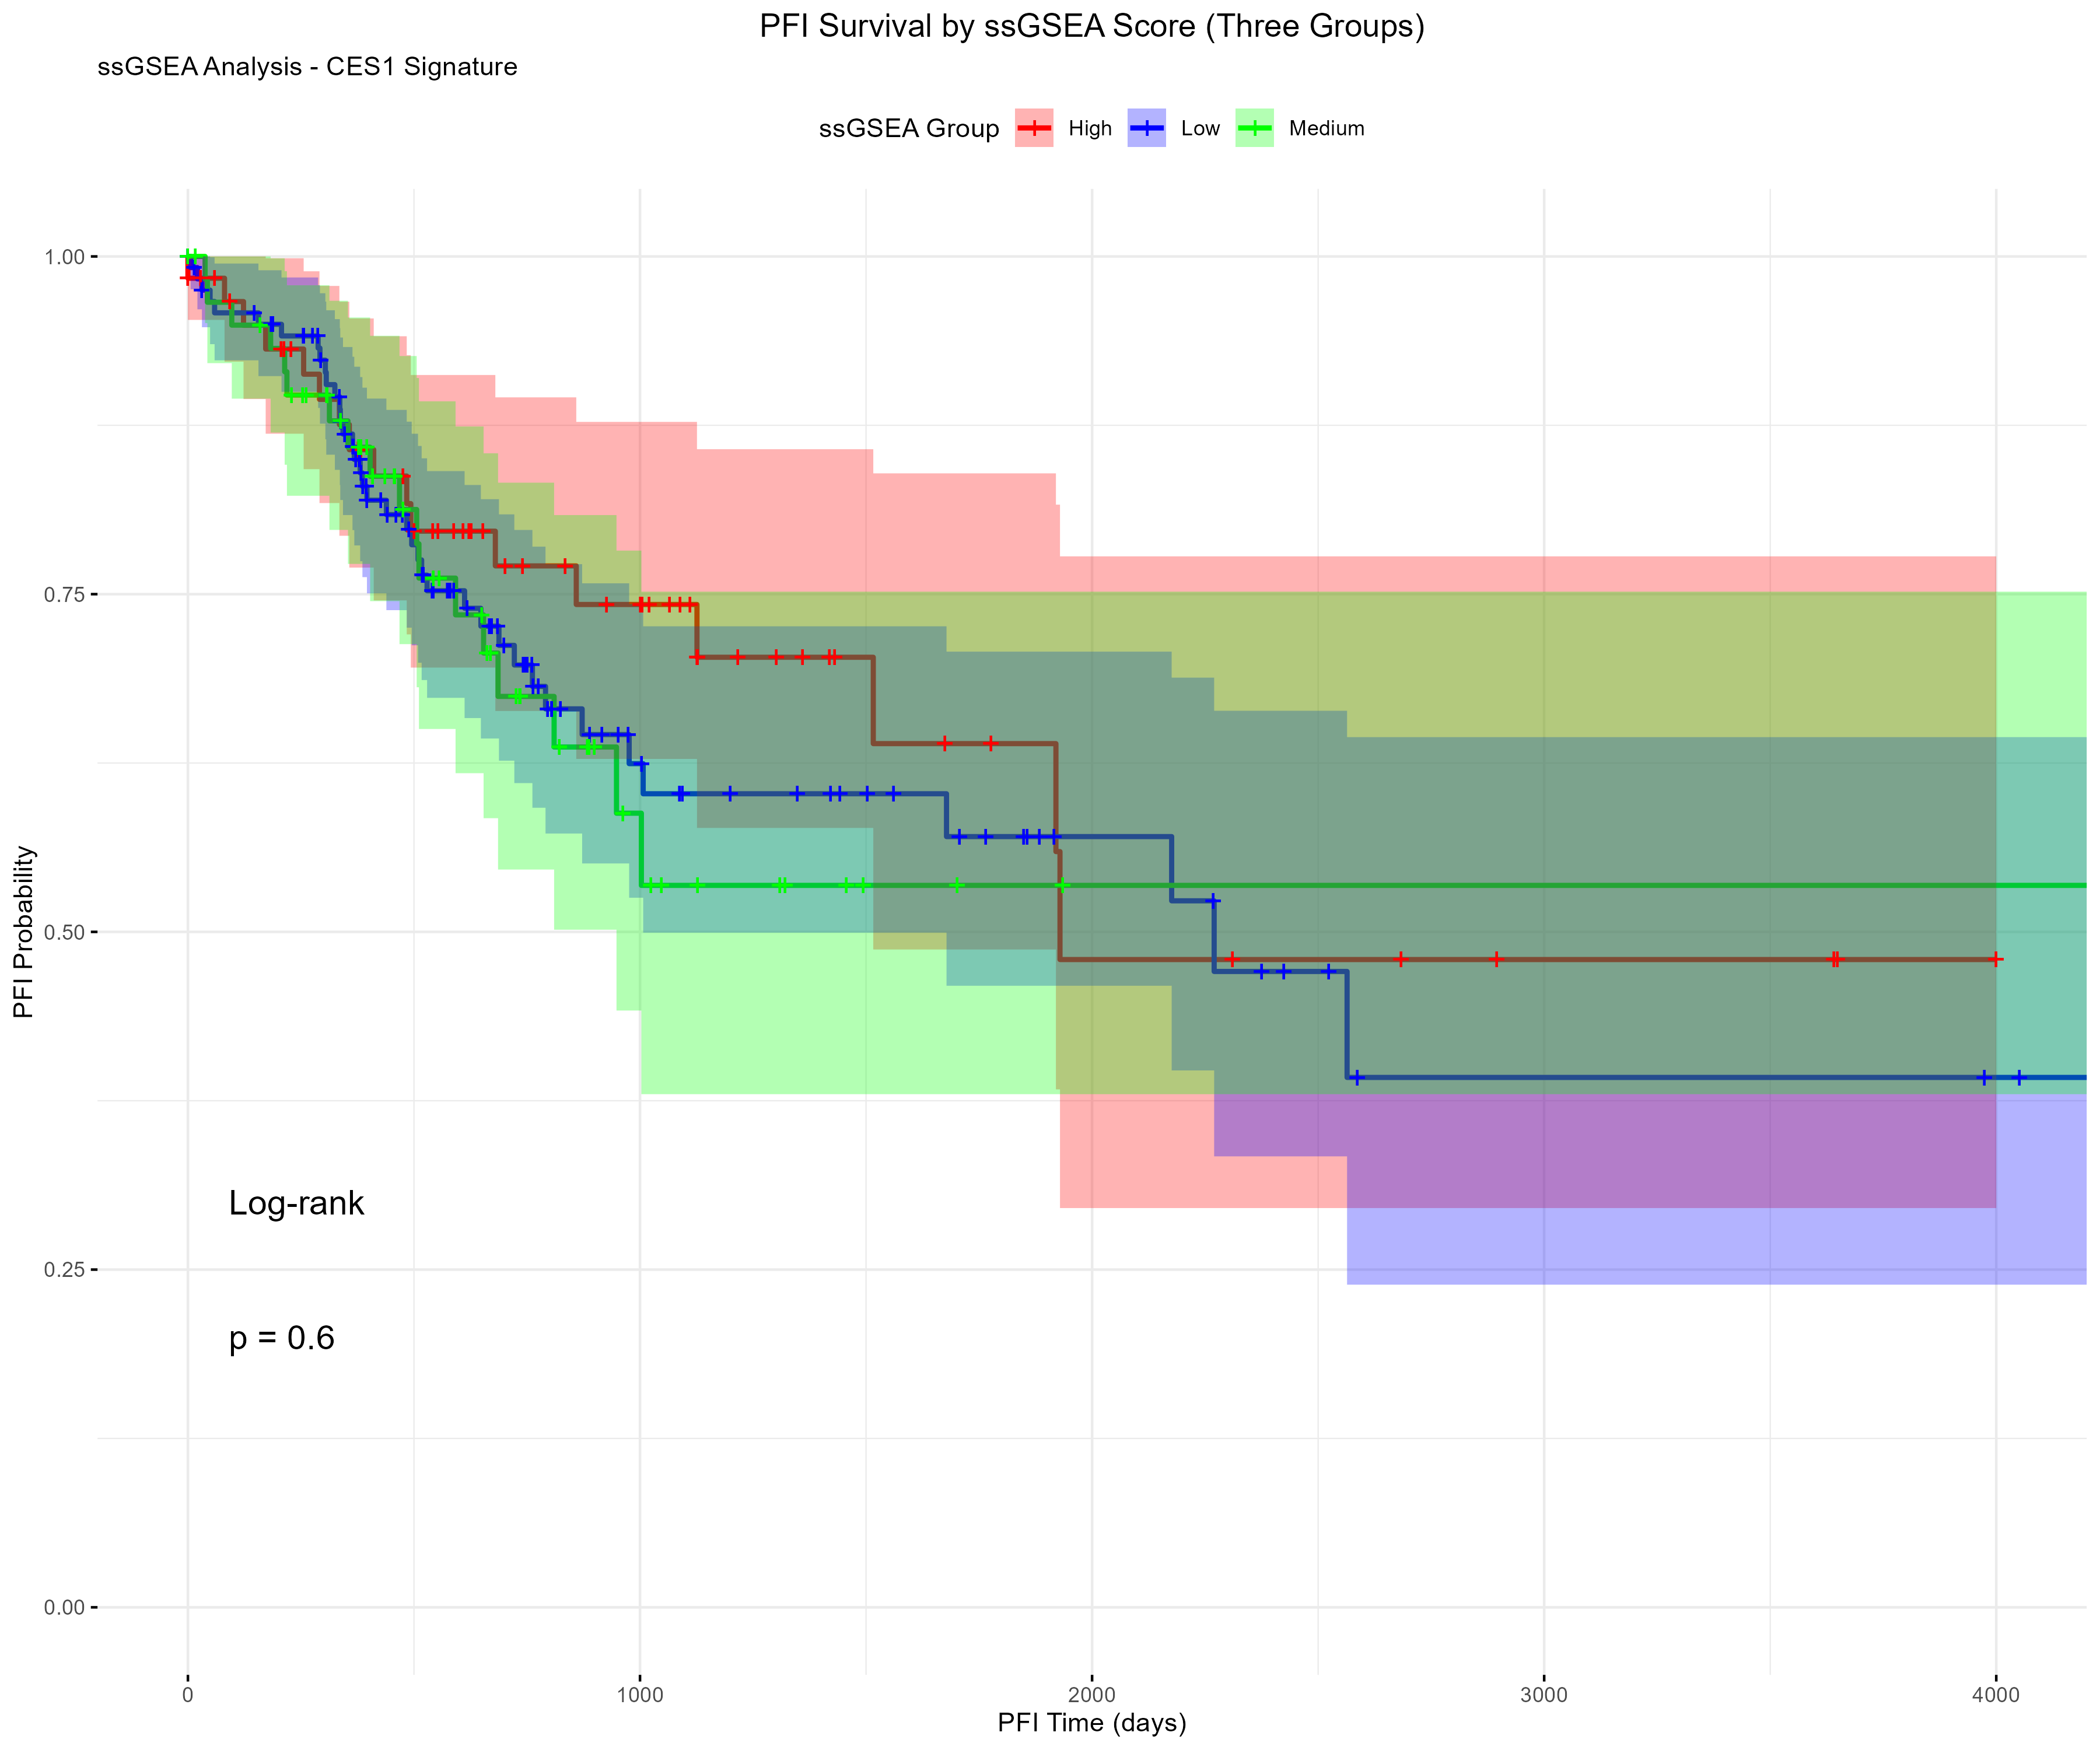 PFI Survival by ssGSEA Score (Three Groups)
ssGSEA Analysis - CES1 Signature
ssGSEA Group High Low Medium
1.00
0.75
0.50
0.25
0.00
PFI Probability
Log-rank
p = 0.6
0 1000 2000 3000 4000
PFI Time (days)